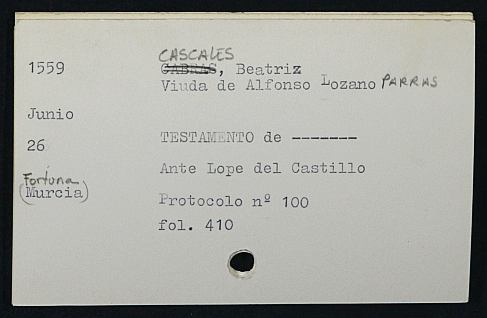 CASCALES
1559 CABRAS, Beatriz
Viuda de Alfonso Lozano PARRAS
Junio
26 TESTAMENTO de -------
Ante Lope del Castillo
Fortuna
(Murcia) Protocolo nº 100
fol. 410